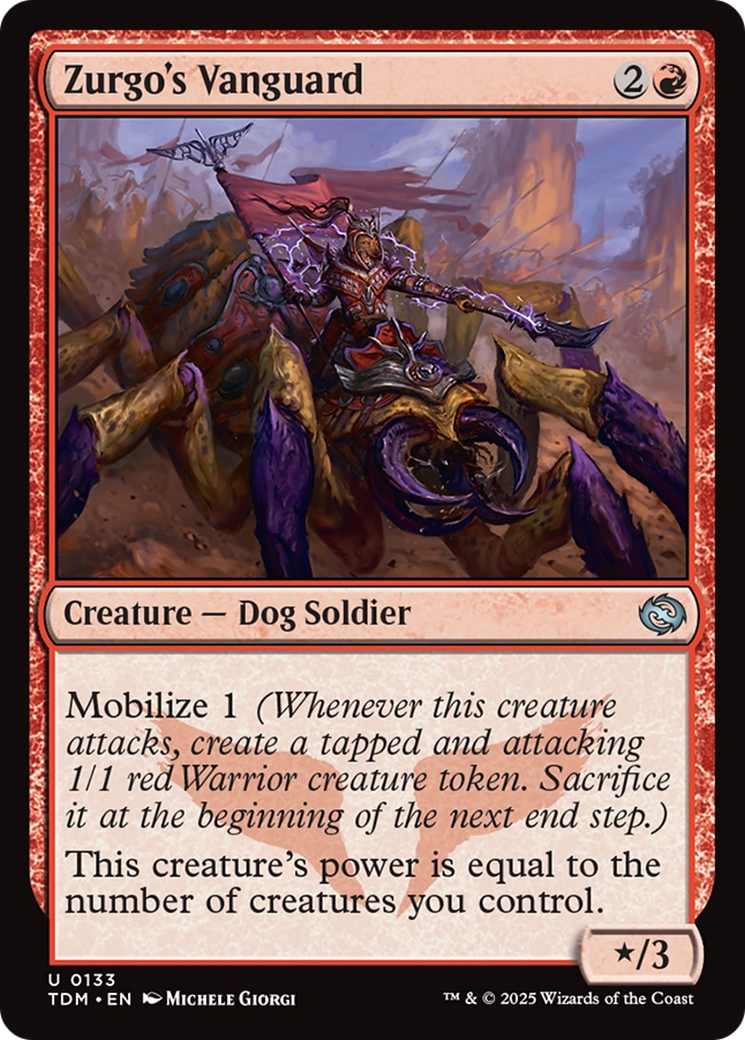 Zurgo's Vanguard 2
Creature — Dog Soldier
Mobilize 1 (Whenever this creature
attacks, create a tapped and attacking
1/1 red Warrior creature token. Sacrifice
it at the beginning of the next end step.)
This creature's power is equal to the
number of creatures you control.
★/3
U 0133
TDM • EN Michele Giorgi
™ & © 2025 Wizards of the Coast